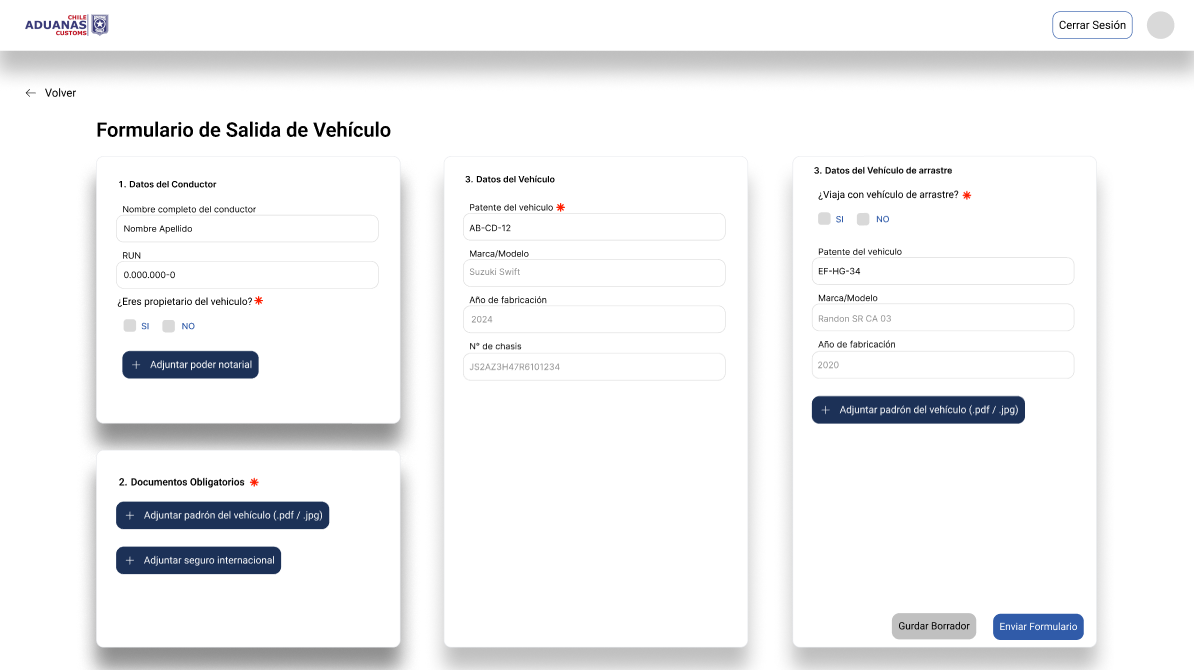 CHILE
ADUANAS
CUSTOMS
Cerrar Sesión
Volver
Formulario de Salida de Vehículo
1. Datos del Conductor
Nombre completo del conductor
Nombre Apellido
RUN
0.000.000-0
¿Eres propietario del vehiculo? *
SI NO
+ Adjuntar poder notarial
2. Documentos Obligatorios *
+ Adjuntar padrón del vehículo (.pdf / .jpg)
+ Adjuntar seguro internacional
3. Datos del Vehículo
Patente del vehiculo *
AB-CD-12
Marca/Modelo
Suzuki Swift
Año de fabricación
2024
N° de chasis
JS2AZ3H47R6101234
3. Datos del Vehículo de arrastre
¿Viaja con vehículo de arrastre? *
SI NO
Patente del vehiculo
EF-HG-34
Marca/Modelo
Randon SR CA 03
Año de fabricación
2020
+ Adjuntar padrón del vehículo (.pdf / .jpg)
Gurdar Borrador
Enviar Formulario